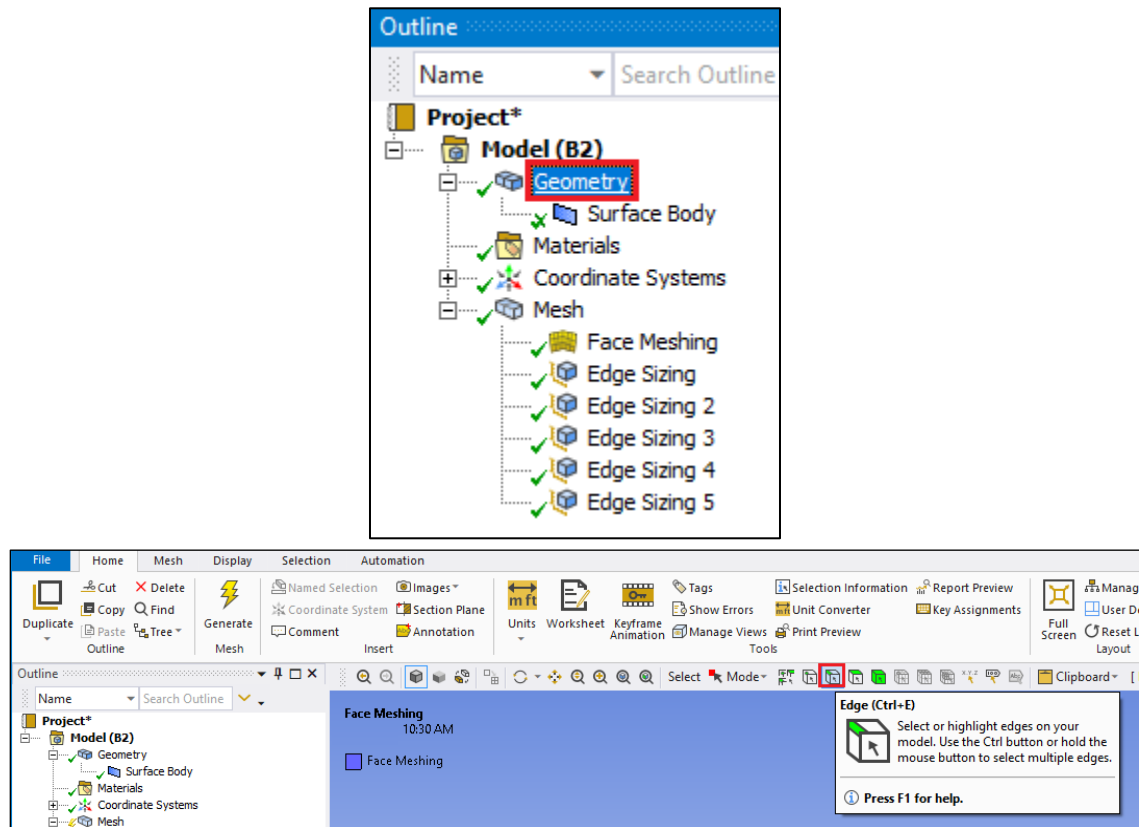 Outline
Name Search Outline
Project*
Model (B2)
Geometry
Surface Body
Materials
Coordinate Systems
Mesh
Face Meshing
Edge Sizing
Edge Sizing 2
Edge Sizing 3
Edge Sizing 4
Edge Sizing 5
File Home Mesh Display Selection Automation
Duplicate
Cut Delete
Copy Find
Paste Tree
Outline
Generate
Mesh
Named Selection Images
Coordinate System Section Plane
Comment Annotation
Insert
m ft
Units Worksheet Keyframe Animation
Tags Selection Information Report Preview
Show Errors Unit Converter Key Assignments
Manage Views Print Preview
Tools
Full Screen
Manag
User De
Reset L
Layout
Outline
Name Search Outline
Select Mode Clipboard
Project*
Model (B2)
Geometry
Surface Body
Materials
Coordinate Systems
Mesh
Face Meshing
10:30 AM
Face Meshing
Edge (Ctrl+E)
Select or highlight edges on your
model. Use the Ctrl button or hold the
mouse button to select multiple edges.
Press F1 for help.